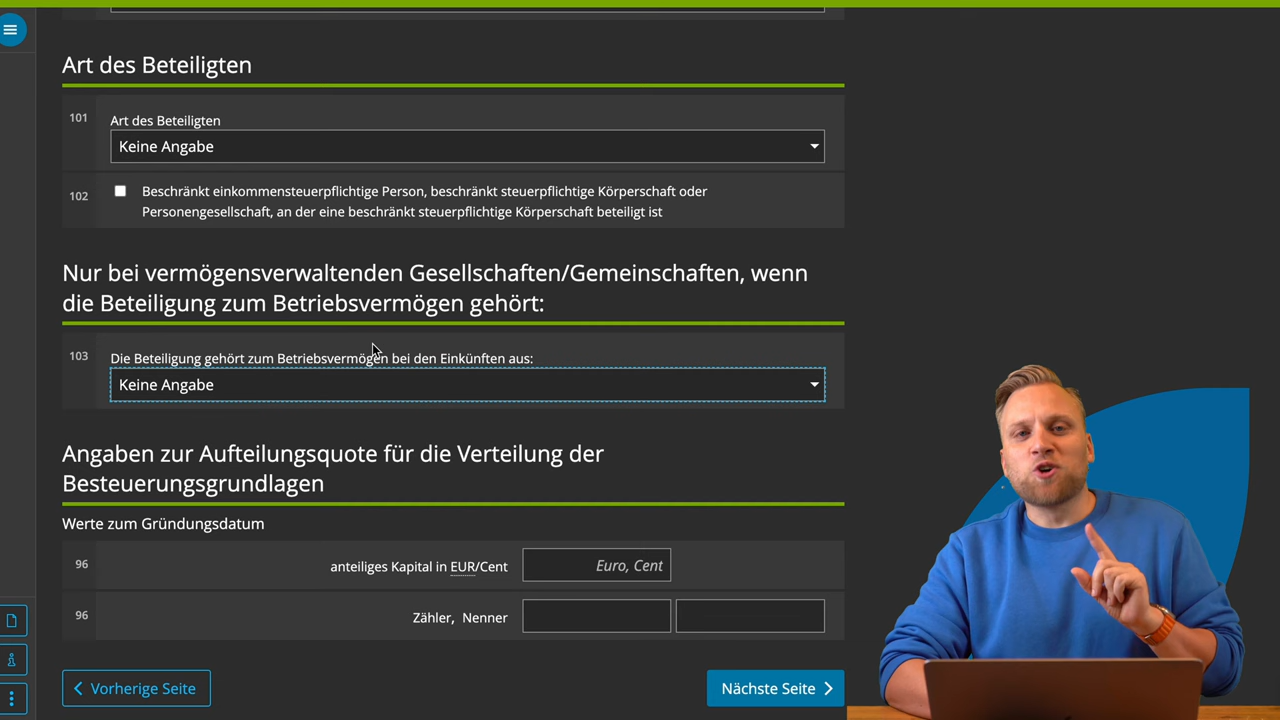 Art des Beteiligten
101
Art des Beteiligten
Keine Angabe
102
Beschränkt einkommensteuerpflichtige Person, beschränkt steuerpflichtige Körperschaft oder
Personengesellschaft, an der eine beschränkt steuerpflichtige Körperschaft beteiligt ist
Nur bei vermögensverwaltenden Gesellschaften/Gemeinschaften, wenn
die Beteiligung zum Betriebsvermögen gehört:
103
Die Beteiligung gehört zum Betriebsvermögen bei den Einkünften aus:
Keine Angabe
Angaben zur Aufteilungsquote für die Verteilung der
Besteuerungsgrundlagen
Werte zum Gründungsdatum
96
anteiliges Kapital in EUR/Cent
Euro, Cent
96
Zähler, Nenner
Vorherige Seite
Nächste Seite